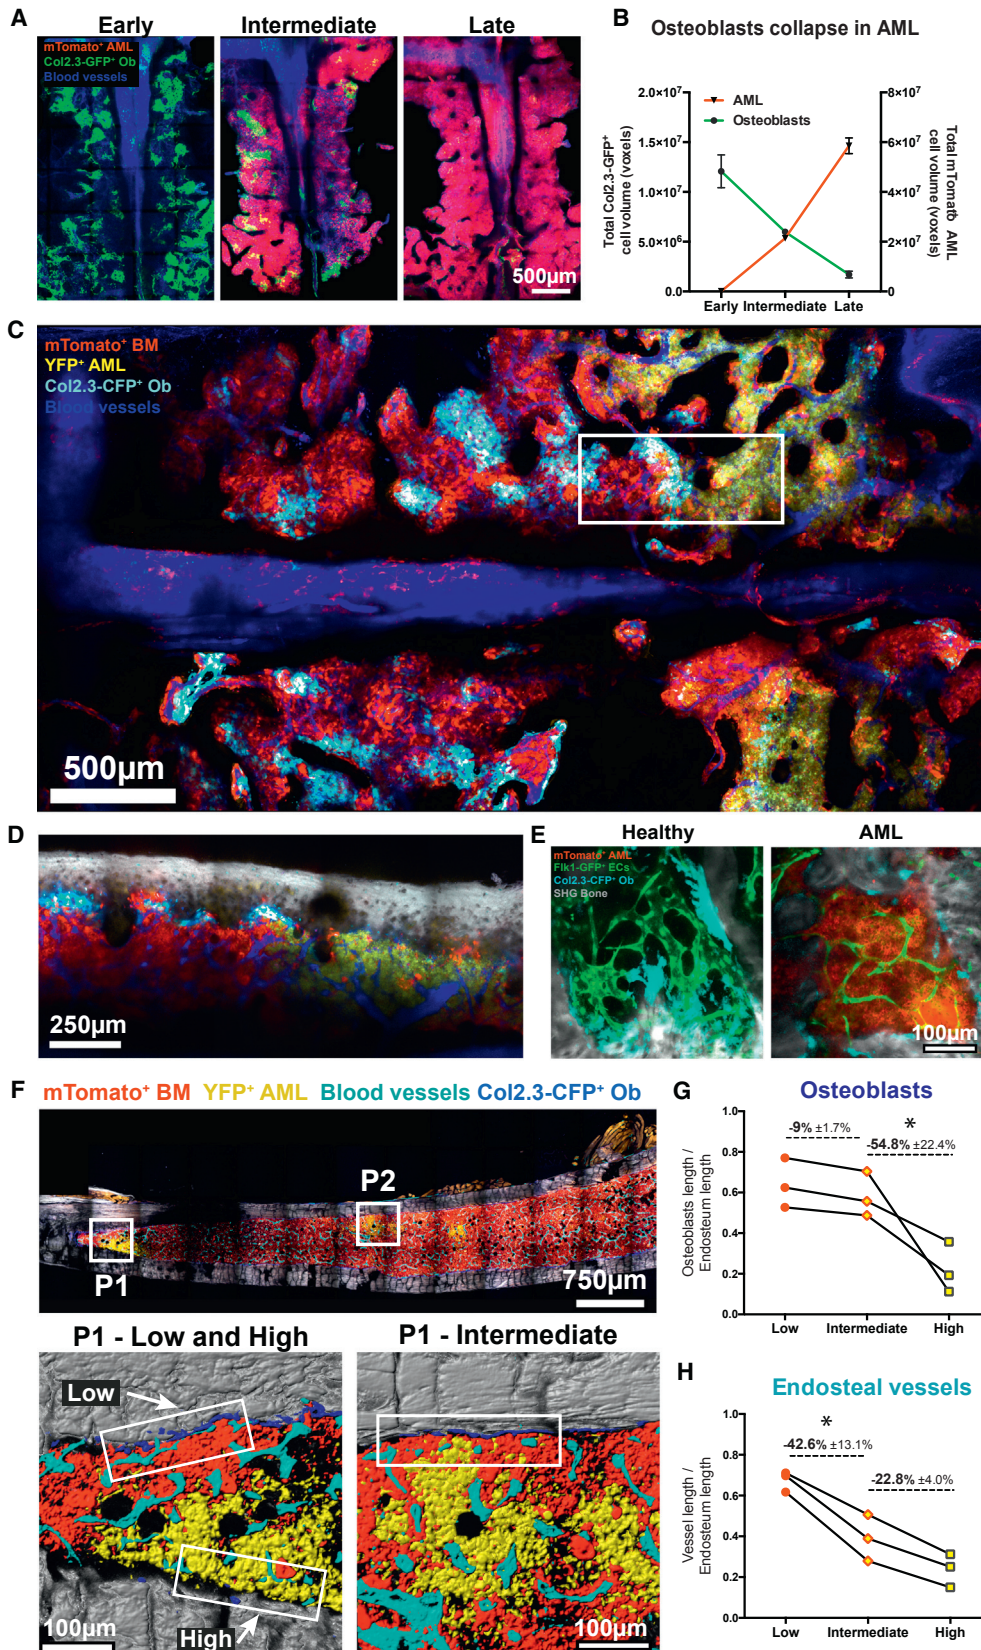 A
Early
Intermediate
Late
mTomato⁺ AML
Col2.3-GFP⁺ Ob
Blood vessels
500µm
B
Osteoblasts collapse in AML
Total Col2.3-GFP⁺
cell volume (voxels)
2.0×10⁷
1.5×10⁷
1.0×10⁷
5.0×10⁶
0.0
AML
Osteoblasts
8×10⁷
6×10⁷
4×10⁷
2×10⁷
0
Total mTomato⁺ AML
cell volume (voxels)
Early Intermediate Late
C
mTomato⁺ BM
YFP⁺ AML
Col2.3-CFP⁺ Ob
Blood vessels
500µm
D
250µm
E
Healthy
AML
mTomato⁺ AML
Flk1-GFP⁺ ECs
Col2.3-CFP⁺ Ob
SHG Bone
100µm
F
mTomato⁺ BM YFP⁺ AML Blood vessels Col2.3-CFP⁺ Ob
P1
P2
750µm
P1 - Low and High
P1 - Intermediate
Low
High
100µm
100µm
G
Osteoblasts
Osteoblasts length /
Endosteum length
1.0
0.8
0.6
0.4
0.2
0.0
-9% ±1.7%
*
-54.8% ±22.4%
Low Intermediate High
H
Endosteal vessels
Vessel length /
Endosteum length
1.0
0.8
0.6
0.4
0.2
0.0
*
-42.6% ±13.1%
-22.8% ±4.0%
Low Intermediate High